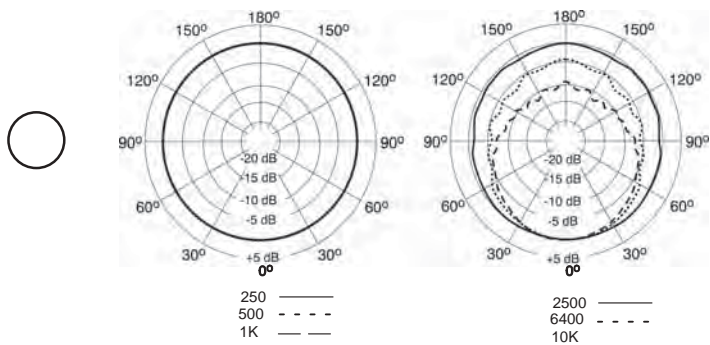 180º
150º 150º
120º 120º
90º 90º
-20 dB
-15 dB
60º 60º
-10 dB
-5 dB
30º 30º
+5 dB
0º
250
500
1K
180º
150º 150º
120º 120º
90º 90º
-20 dB
-15 dB
60º 60º
-10 dB
-5 dB
30º 30º
+5 dB
0º
2500
6400
10K